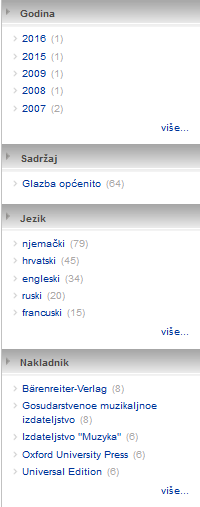 Godina
2016 (1)
2015 (1)
2009 (1)
2008 (1)
2007 (2)
više...
Sadržaj
Glazba općenito (64)
Jezik
njemački (79)
hrvatski (45)
engleski (34)
ruski (20)
francuski (15)
više...
Nakladnik
Bärenreiter-Verlag (8)
Gosudarstvenoe muzikaljnoe
izdateljstvo (8)
Izdateljstvo "Muzyka" (6)
Oxford University Press (6)
Universal Edition (6)
više...